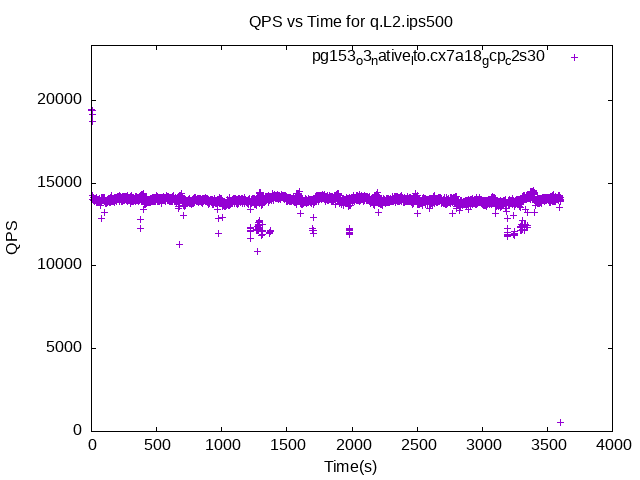 QPS vs Time for q.L2.ips500
pg153_o3_native_lto.cx7a18_gcp_c2s30
20000
15000
10000
5000
0
QPS
0 500 1000 1500 2000 2500 3000 3500 4000
Time(s)